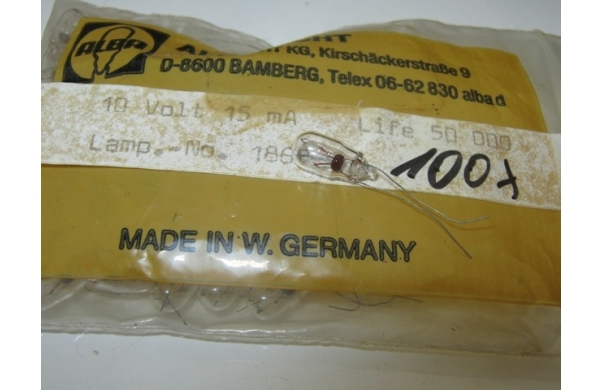 ALBA
KG, Kirschäckerstraße 9
D-8600 BAMBERG, Telex 06-62 830 alba d
10 Volt 15 mA Life 50 000
Lamp.-No. 100x
MADE IN W. GERMANY